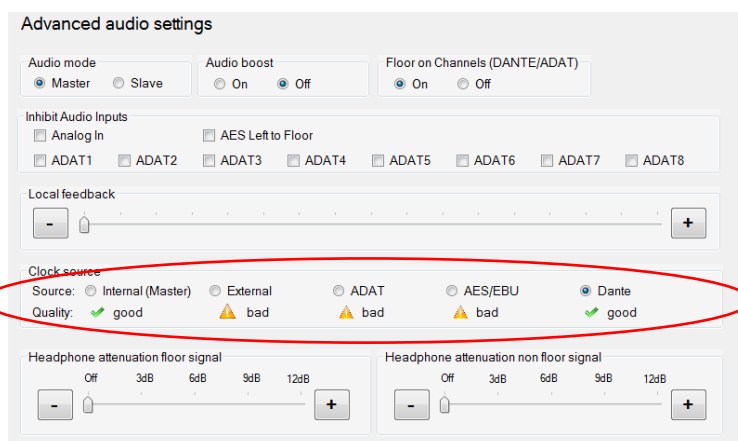 Advanced audio settings
Audio mode Audio boost Floor on Channels (DANTE/ADAT)
Master Slave On Off On Off
Inhibit Audio Inputs
Analog In AES Left to Floor
ADAT1 ADAT2 ADAT3 ADAT4 ADAT5 ADAT6 ADAT7 ADAT8
Local feedback
- +
Clock source
Source: Internal (Master) External ADAT AES/EBU Dante
Quality: good bad bad bad good
Headphone attenuation floor signal Headphone attenuation non floor signal
Off 3dB 6dB 9dB 12dB Off 3dB 6dB 9dB 12dB
- + - +